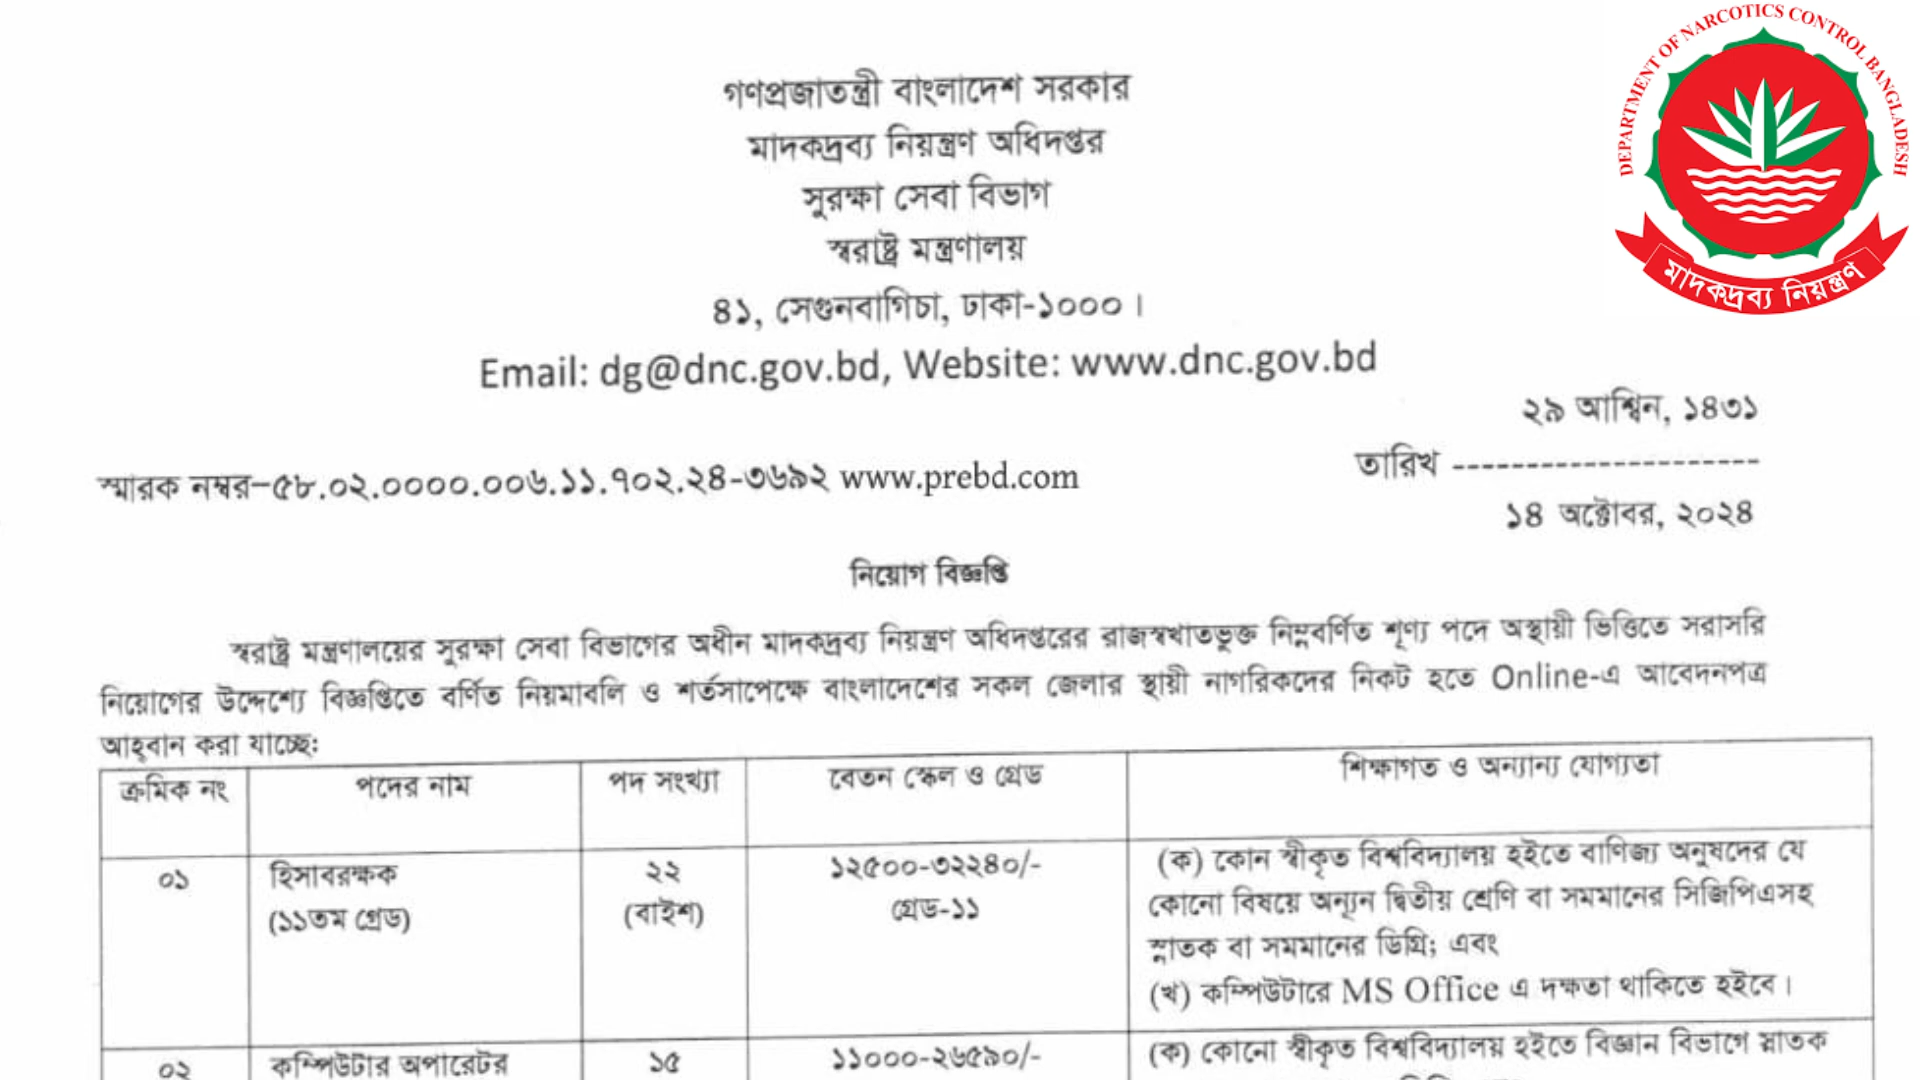 DEPARTMENT OF NARCOTICS CONTROL BANGLADESH
মাদকদ্রব্য নিয়ন্ত্রণ
গণপ্রজাতন্ত্রী বাংলাদেশ সরকার
মাদকদ্রব্য নিয়ন্ত্রণ অধিদপ্তর
সুরক্ষা সেবা বিভাগ
স্বরাষ্ট্র মন্ত্রণালয়
৪১, সেগুনবাগিচা, ঢাকা-১০০০।
Email: dg@dnc.gov.bd, Website: www.dnc.gov.bd
২৯ আশ্বিন, ১৪৩১
স্মারক নম্বর–৫৮.০২.০০০০.০০৬.১১.৭০২.২৪-৩৬৯২ www.prebd.com
তারিখ ---------------------
১৪ অক্টোবর, ২০২৪
নিয়োগ বিজ্ঞপ্তি
স্বরাষ্ট্র মন্ত্রণালয়ের সুরক্ষা সেবা বিভাগের অধীন মাদকদ্রব্য নিয়ন্ত্রণ অধিদপ্তরের রাজস্বখাতভুক্ত নিম্নবর্ণিত শূণ্য পদে অস্থায়ী ভিত্তিতে সরাসরি
নিয়োগের উদ্দেশ্যে বিজ্ঞপ্তিতে বর্ণিত নিয়মাবলি ও শর্তসাপেক্ষে বাংলাদেশের সকল জেলার স্থায়ী নাগরিকদের নিকট হতে Online-এ আবেদনপত্র
আহ্বান করা যাচ্ছে:
ক্রমিক নং পদের নাম পদ সংখ্যা বেতন স্কেল ও গ্রেড শিক্ষাগত ও অন্যান্য যোগ্যতা
০১ হিসাবরক্ষক ২২ ১২৫০০-৩২২৪০/- (ক) কোন স্বীকৃত বিশ্ববিদ্যালয় হইতে বাণিজ্য অনুষদের যে
(১১তম গ্রেড) (বাইশ) গ্রেড-১১ কোনো বিষয়ে অন্যূন দ্বিতীয় শ্রেণি বা সমমানের সিজিপিএসহ
স্নাতক বা সমমানের ডিগ্রি; এবং
(খ) কম্পিউটারে MS Office এ দক্ষতা থাকিতে হইবে।
০২ কম্পিউটার অপারেটর ১৫ ১১০০০-২৬৫৯০/- (ক) কোনো স্বীকৃত বিশ্ববিদ্যালয় হইতে বিজ্ঞান বিভাগে স্নাতক